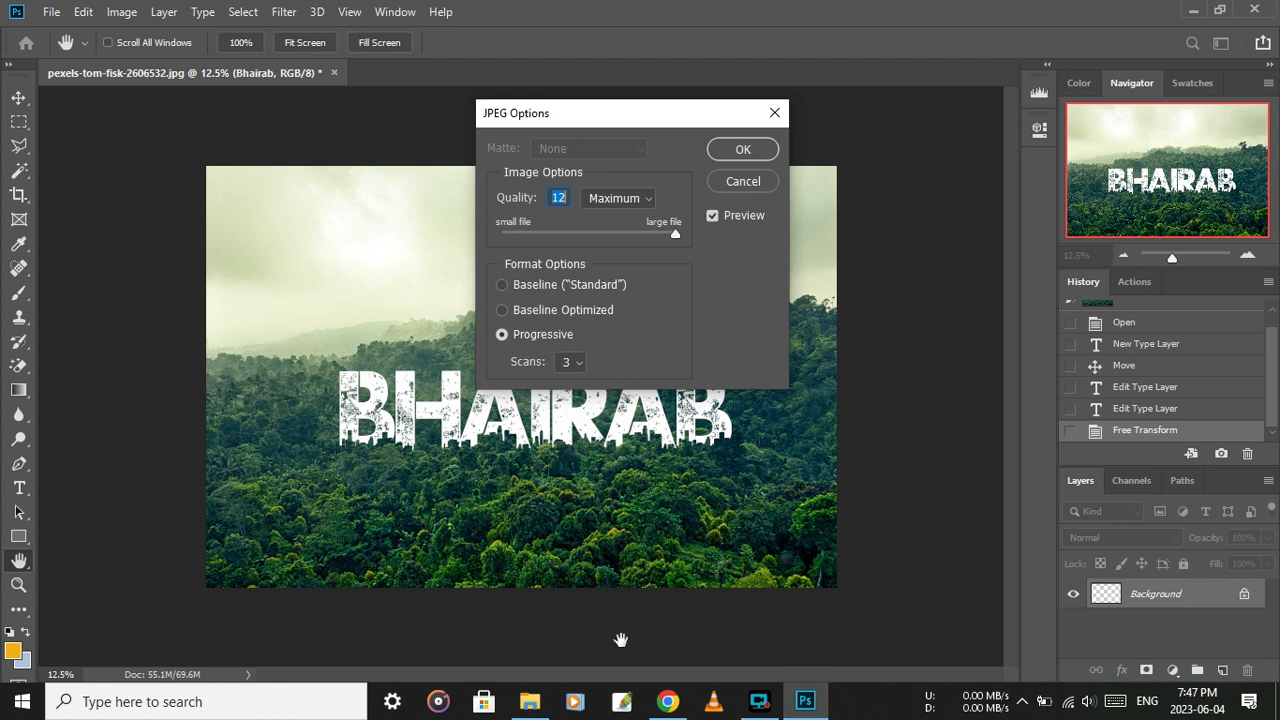 Ps File Edit Image Layer Type Select Filter 3D View Window Help
Scroll All Windows 100% Fit Screen Fill Screen
pexels-tom-fisk-2606532.jpg @ 12.5% (Bhairab, RGB/8) * ×
JPEG Options
Matte: None
OK
Image Options
Quality: 12 Maximum
Cancel
small file large file
Preview
Format Options
Baseline ("Standard")
Baseline Optimized
Progressive
Scans: 3
BHAIRAB
Color Navigator Swatches
BHAIRAB
12.5%
History Actions
Open
New Type Layer
Move
Edit Type Layer
Edit Type Layer
Free Transform
Layers Channels Paths
Kind
Normal Opacity: 100%
Lock: Fill: 100%
Background
12.5% Doc: 55.1M/69.6M
Type here to search
Ps
U: 0.00 MB/s
D: 0.00 MB/s
ENG
7:47 PM
2023-06-04